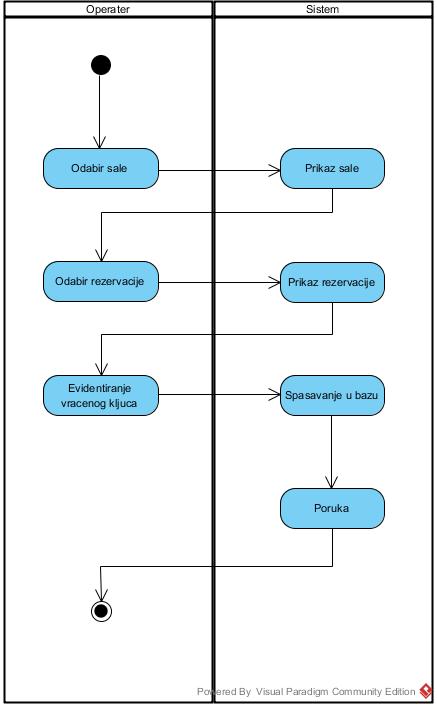 Operater
Sistem
Odabir sale
Prikaz sale
Odabir rezervacije
Prikaz rezervacije
Evidentiranje
vracenog kljuca
Spasavanje u bazu
Poruka
Powered By Visual Paradigm Community Edition